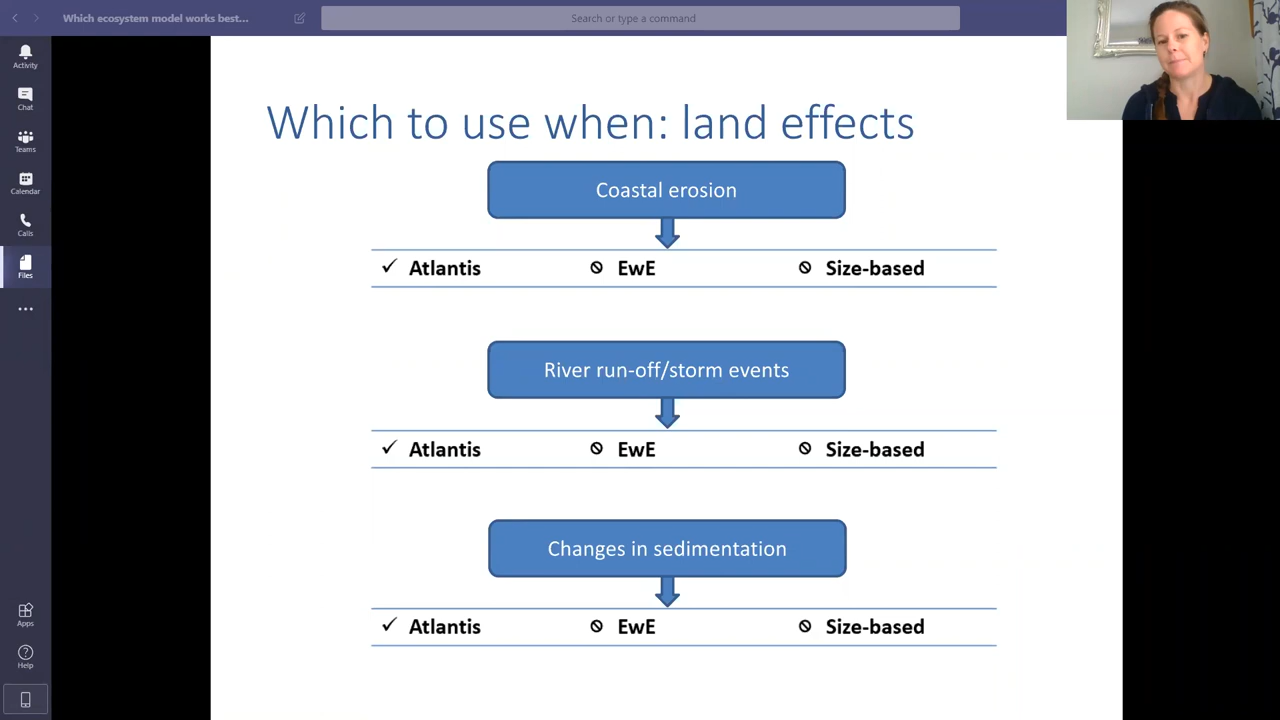 Which ecosystem model works best...
Search or type a command
Activity
Chat
Teams
Calendar
Calls
Files
Apps
Help
Which to use when: land effects
Coastal erosion
✓ Atlantis EwE Size-based
River run-off/storm events
✓ Atlantis EwE Size-based
Changes in sedimentation
✓ Atlantis EwE Size-based